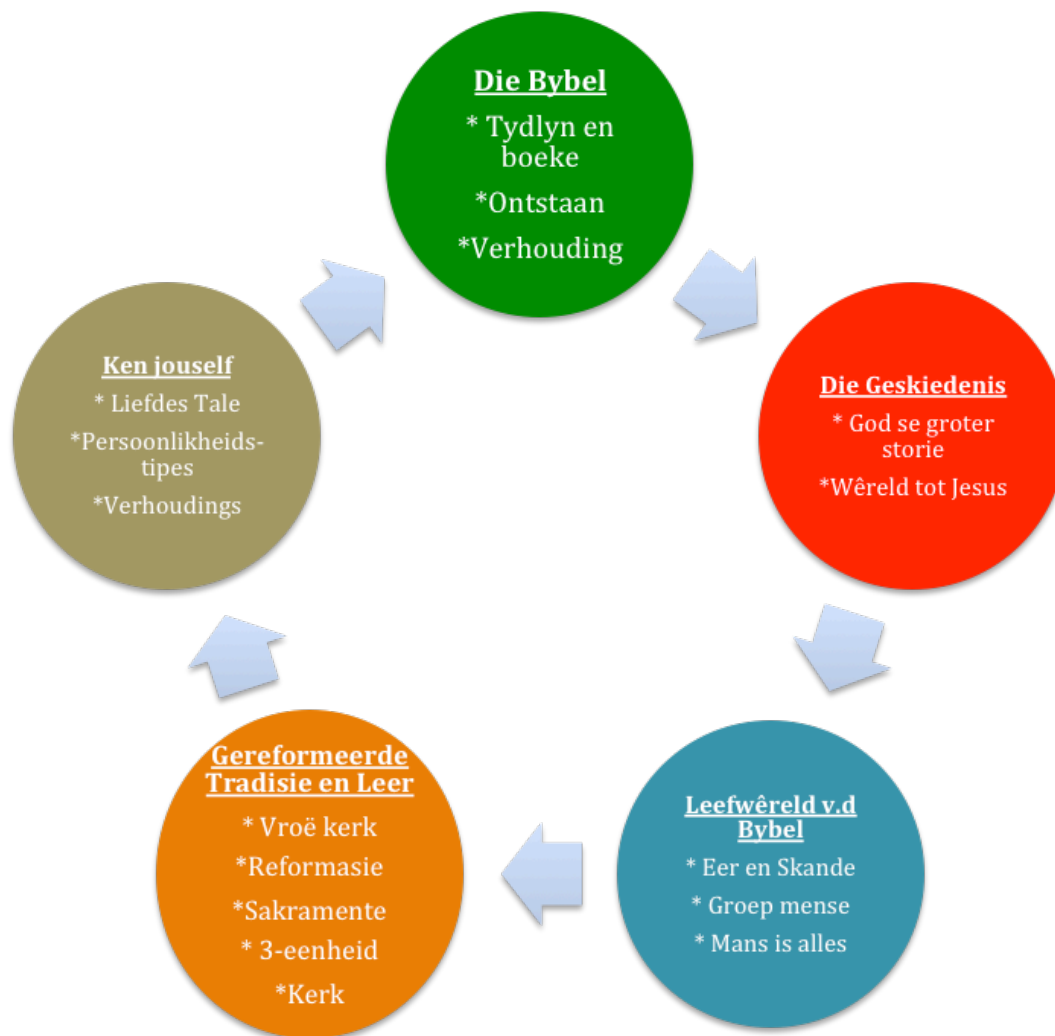 Die Bybel
* Tydlyn en
boeke
*Ontstaan
*Verhouding
Die Geskiedenis
* God se groter
storie
*Wêreld tot Jesus
Leefwêreld v.d
Bybel
* Eer en Skande
* Groep mense
* Mans is alles
Gereformeerde
Tradisie en Leer
* Vroë kerk
*Reformasie
*Sakramente
* 3-eenheid
*Kerk
Ken jouself
* Liefdes Tale
*Persoonlikheids-
tipes
*Verhoudings